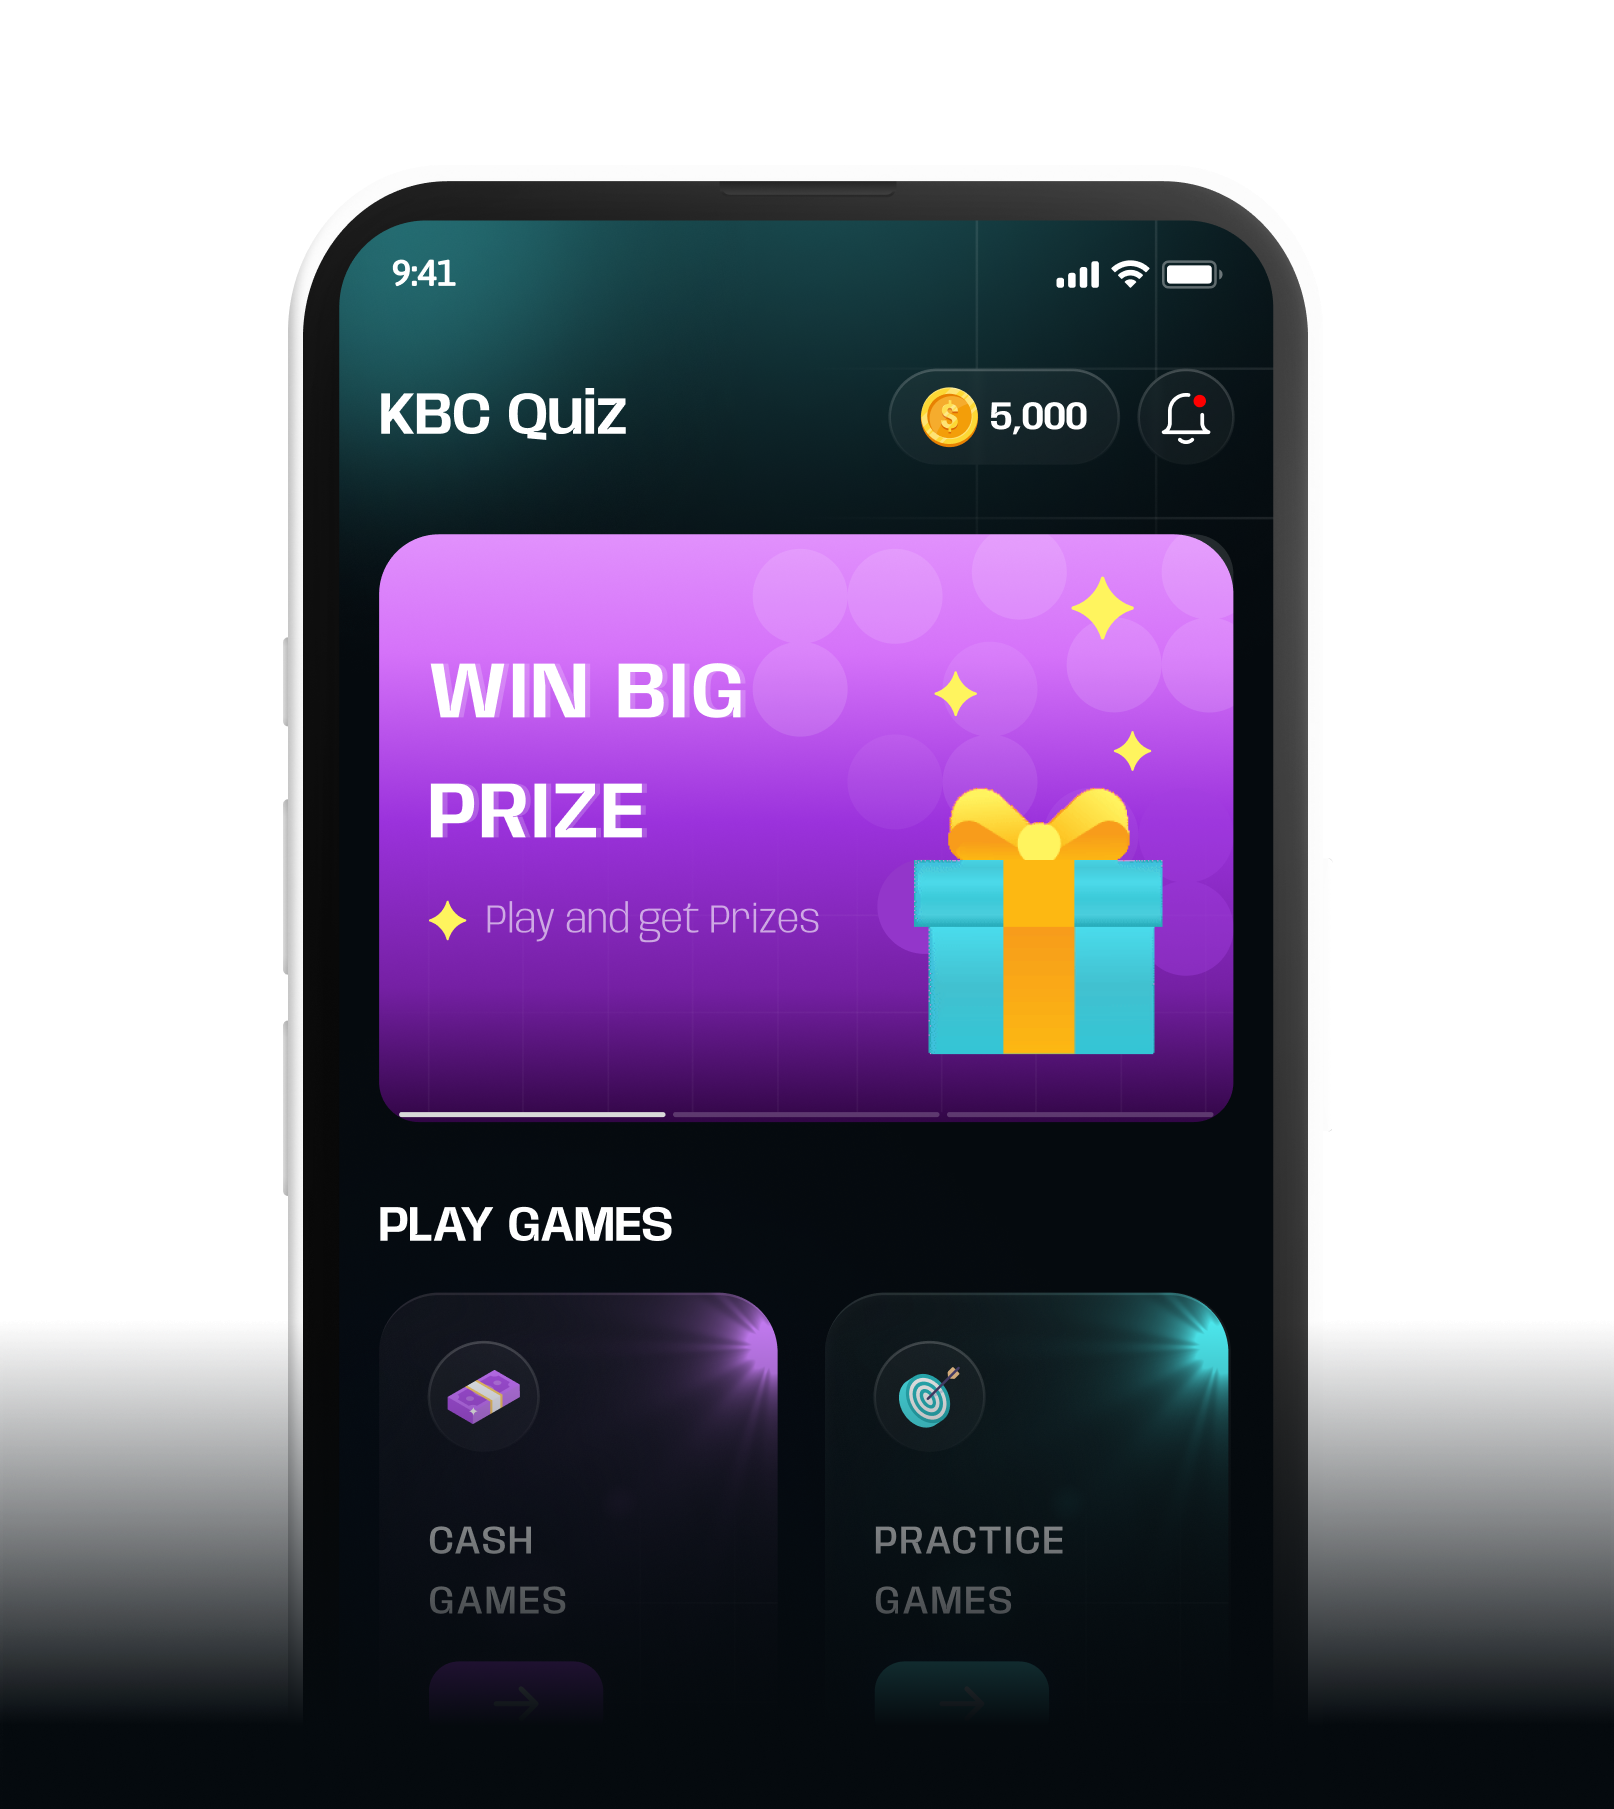 9:41
KBC Quiz
5,000
WIN BIG
PRIZE
Play and get Prizes
PLAY GAMES
CASH
GAMES
PRACTICE
GAMES